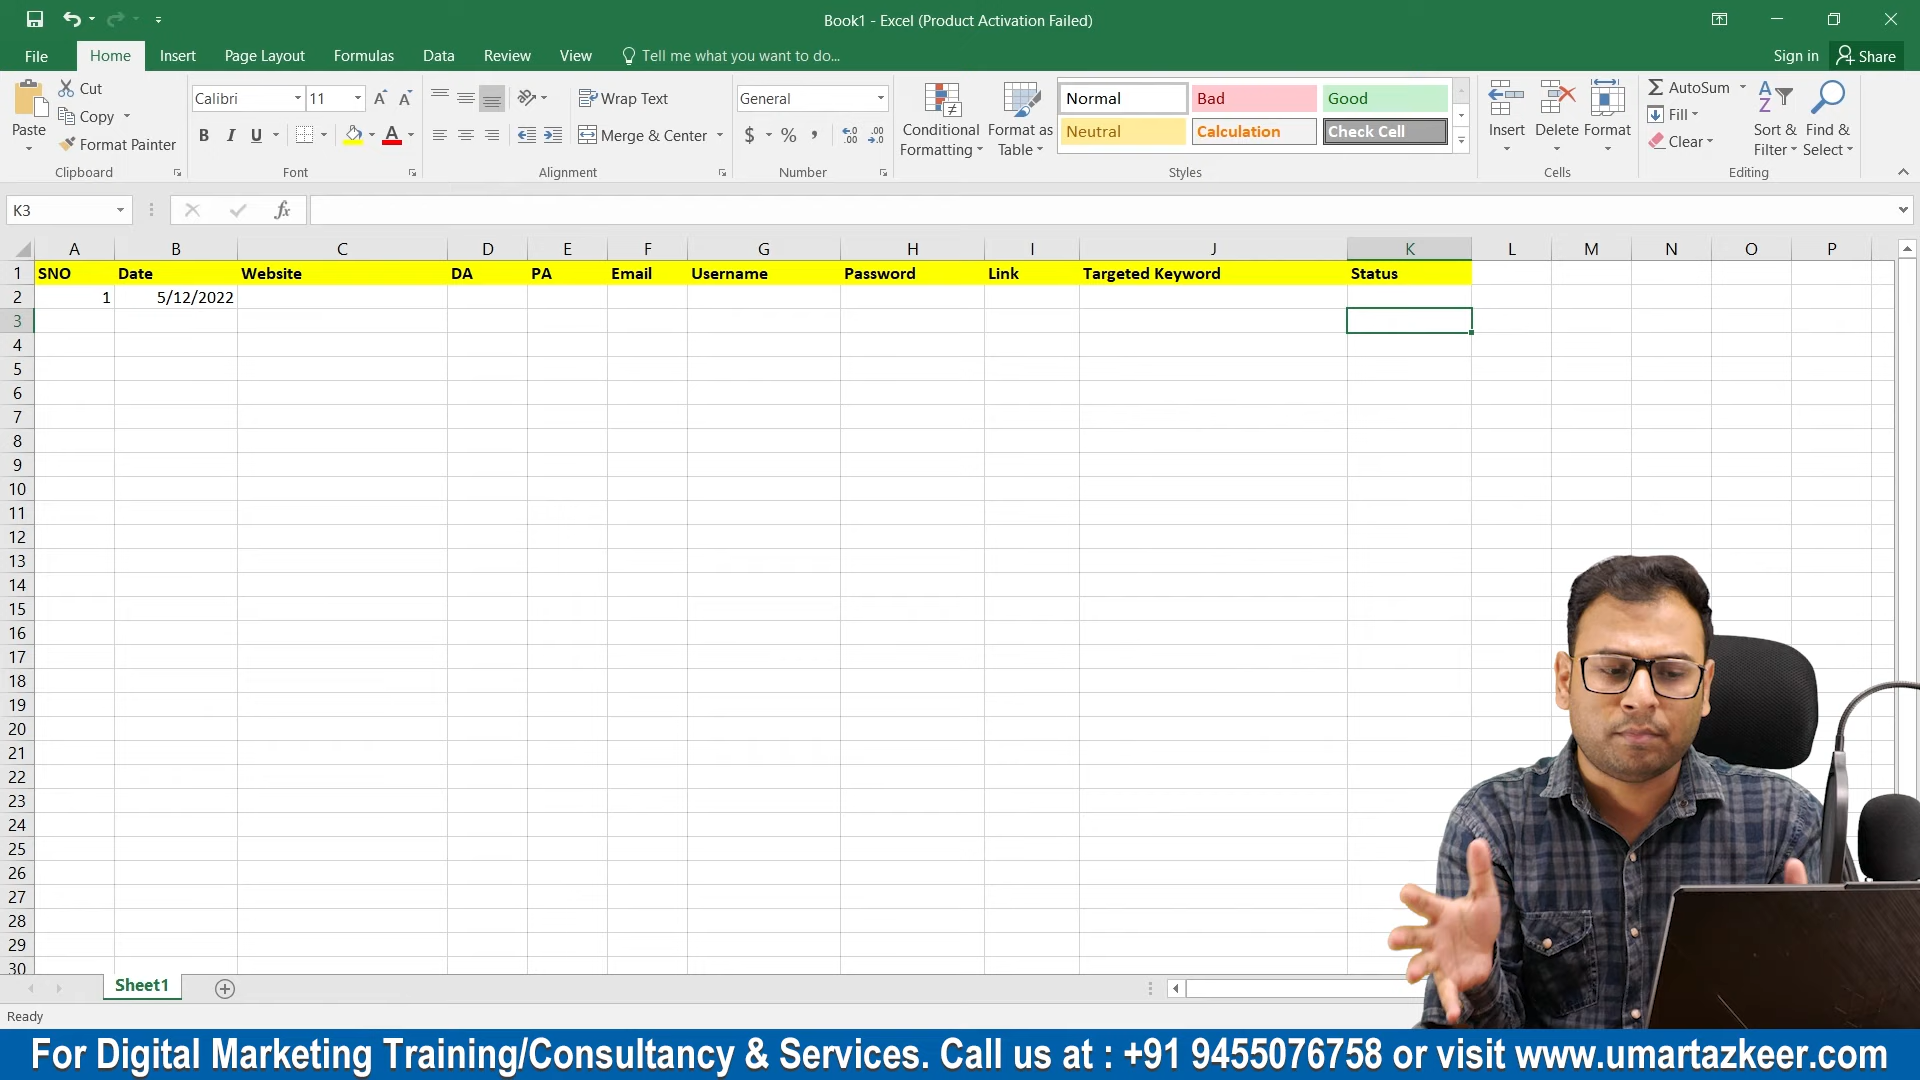 Book1 - Excel (Product Activation Failed)
File Home Insert Page Layout Formulas Data Review View Tell me what you want to do... Sign in Share
Paste
Cut
Copy
Format Painter
Clipboard
Calibri 11
B I U
Font
Wrap Text
Merge & Center
Alignment
General
$ % ,
Number
Conditional Formatting
Format as Table
Normal Bad Good
Neutral Calculation Check Cell
Styles
Insert Delete Format
Cells
AutoSum
Fill
Clear
Sort & Filter
Find & Select
Editing
K3 fx
A B C D E F G H I J K L M N O P
1 SNO Date Website DA PA Email Username Password Link Targeted Keyword Status
2 1 5/12/2022
3
4
5
6
7
8
9
10
11
12
13
14
15
16
17
18
19
20
21
22
23
24
25
26
27
28
29
30
Sheet1
Ready
For Digital Marketing Training/Consultancy & Services. Call us at : +91 9455076758 or visit www.umartazkeer.com